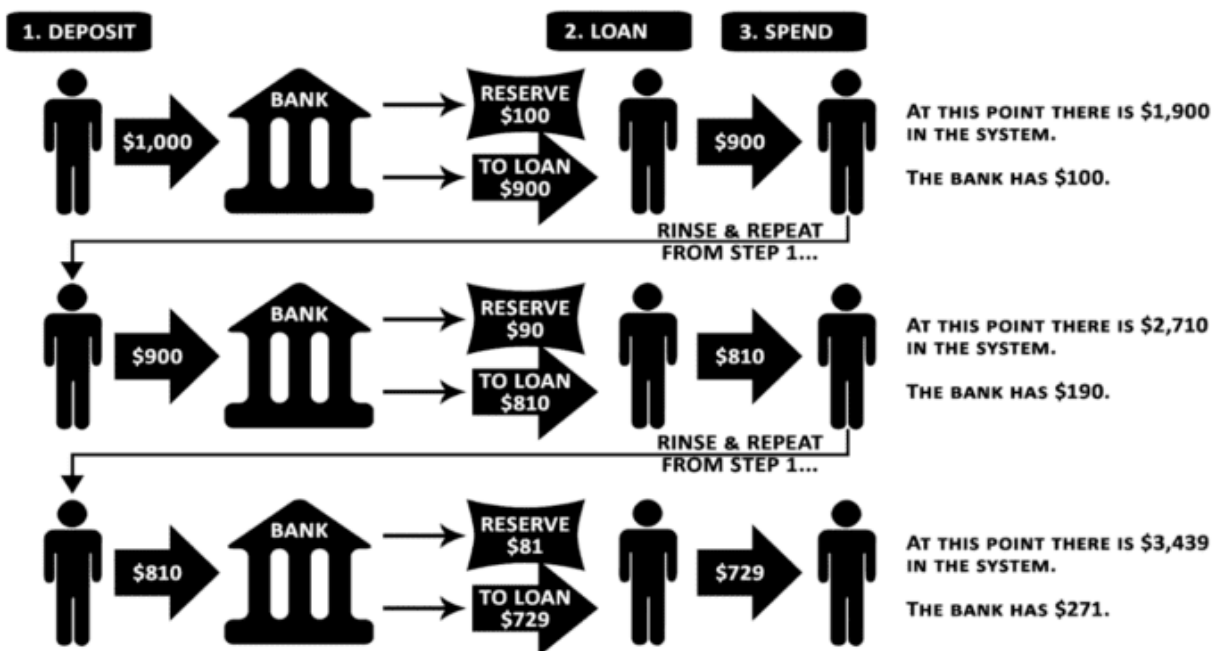 1. DEPOSIT
2. LOAN
3. SPEND
$1,000
BANK
RESERVE
$100
TO LOAN
$900
$900
AT THIS POINT THERE IS $1,900
IN THE SYSTEM.
THE BANK HAS $100.
RINSE & REPEAT
FROM STEP 1...
$900
BANK
RESERVE
$90
TO LOAN
$810
$810
AT THIS POINT THERE IS $2,710
IN THE SYSTEM.
THE BANK HAS $190.
RINSE & REPEAT
FROM STEP 1...
$810
BANK
RESERVE
$81
TO LOAN
$729
$729
AT THIS POINT THERE IS $3,439
IN THE SYSTEM.
THE BANK HAS $271.